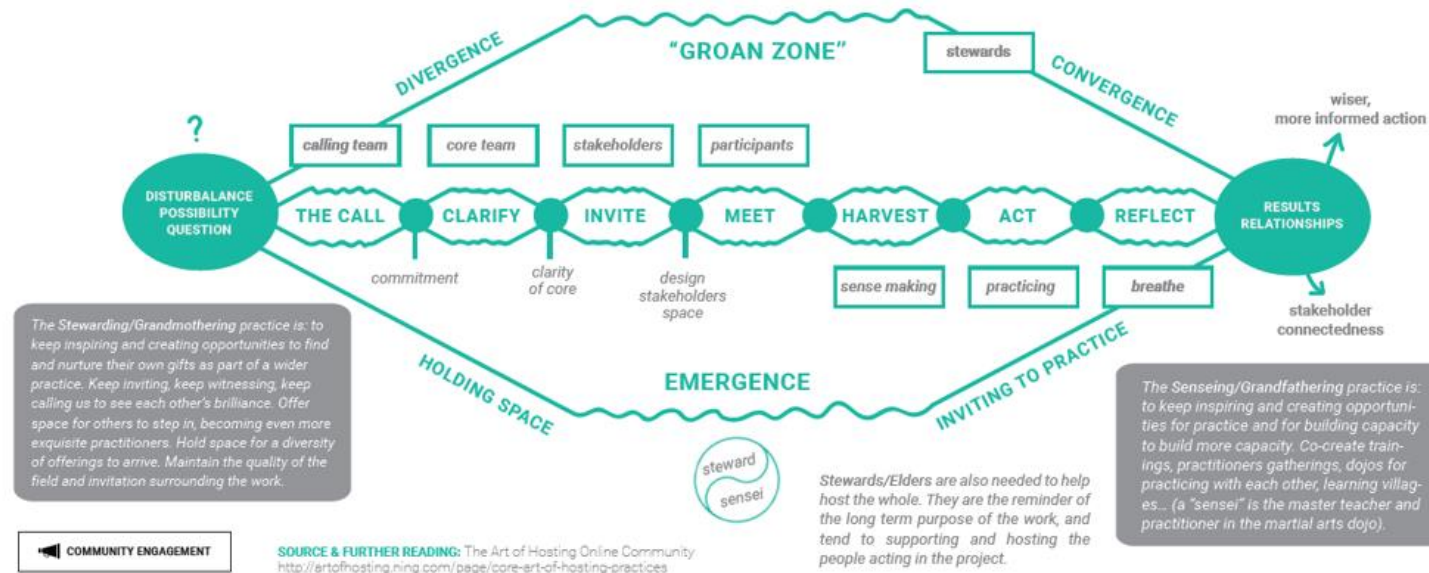 "GROAN ZONE"
DIVERGENCE
stewards
CONVERGENCE
wiser,
more informed action
?
calling team
core team
stakeholders
participants
DISTURBALANCE
POSSIBILITY
QUESTION
THE CALL
CLARIFY
INVITE
MEET
HARVEST
ACT
REFLECT
RESULTS
RELATIONSHIPS
commitment
clarity
of core
design
stakeholders
space
sense making
practicing
breathe
stakeholder
connectedness
The Stewarding/Grandmothering practice is: to
keep inspiring and creating opportunities to find
and nurture their own gifts as part of a wider
practice. Keep inviting, keep witnessing, keep
calling us to see each other's brilliance. Offer
space for others to step in, becoming even more
exquisite practitioners. Hold space for a diversity
of offerings to arrive. Maintain the quality of the
field and invitation surrounding the work.
HOLDING SPACE
EMERGENCE
INVITING TO PRACTICE
steward
sensei
Stewards/Elders are also needed to help
host the whole. They are the reminder of
the long term purpose of the work, and
tend to supporting and hosting the
people acting in the project.
The Senseing/Grandfathering practice is:
to keep inspiring and creating opportuni-
ties for practice and for building capacity
to build more capacity. Co-create train-
ings, practitioners gatherings, dojos for
practicing with each other, learning villag-
es... (a "sensei" is the master teacher and
practitioner in the martial arts dojo).
COMMUNITY ENGAGEMENT
SOURCE & FURTHER READING: The Art of Hosting Online Community
http://artofhosting.ning.com/page/core-art-of-hosting-practices